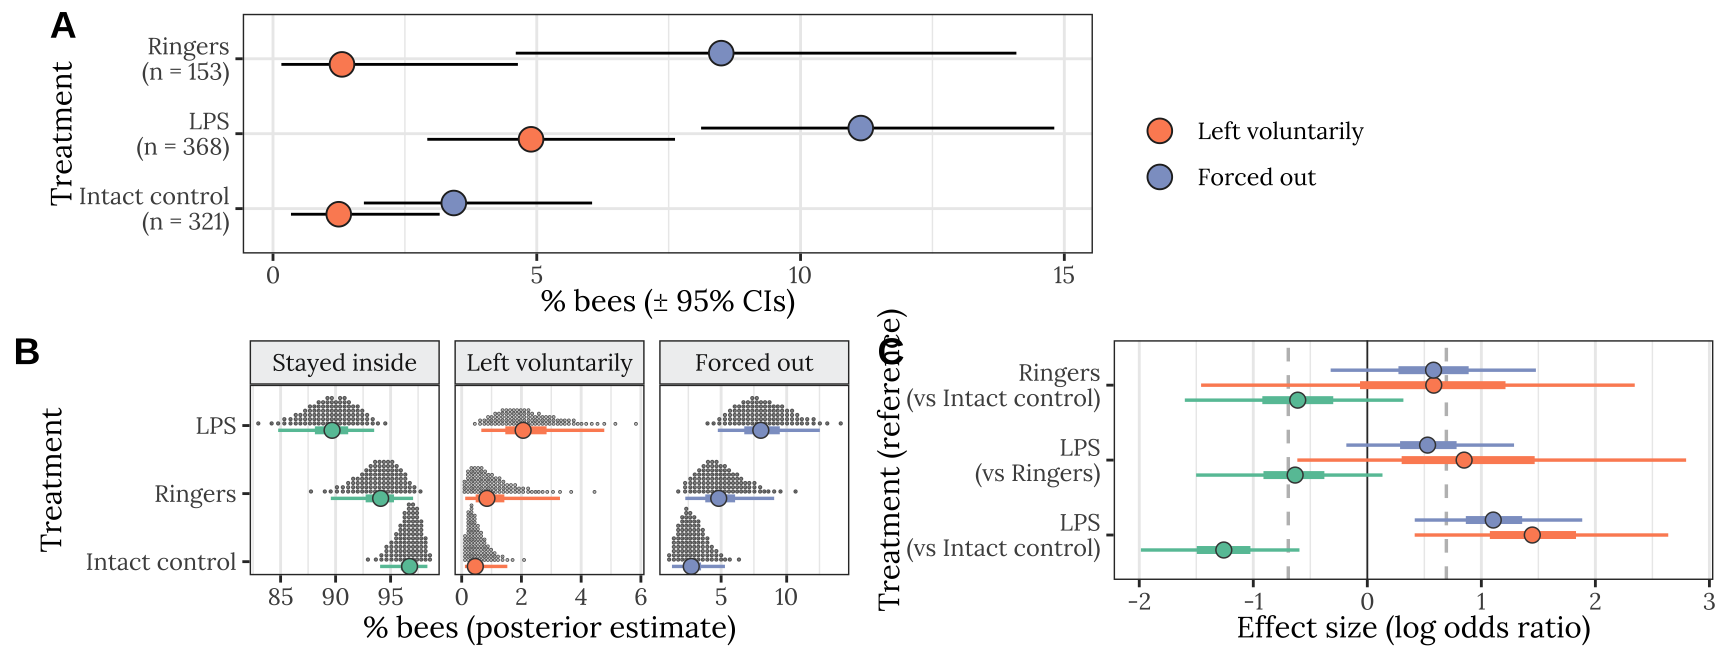 A
Treatment
Ringers
(n = 153)
LPS
(n = 368)
Intact control
(n = 321)
0 5 10 15
% bees (± 95% CIs)
Left voluntarily
Forced out
B
Treatment
Stayed inside Left voluntarily Forced out
LPS
Ringers
Intact control
85 90 95 0 2 4 6 5 10
% bees (posterior estimate)
C
Treatment (reference)
Ringers
(vs Intact control)
LPS
(vs Ringers)
LPS
(vs Intact control)
−2 −1 0 1 2 3
Effect size (log odds ratio)